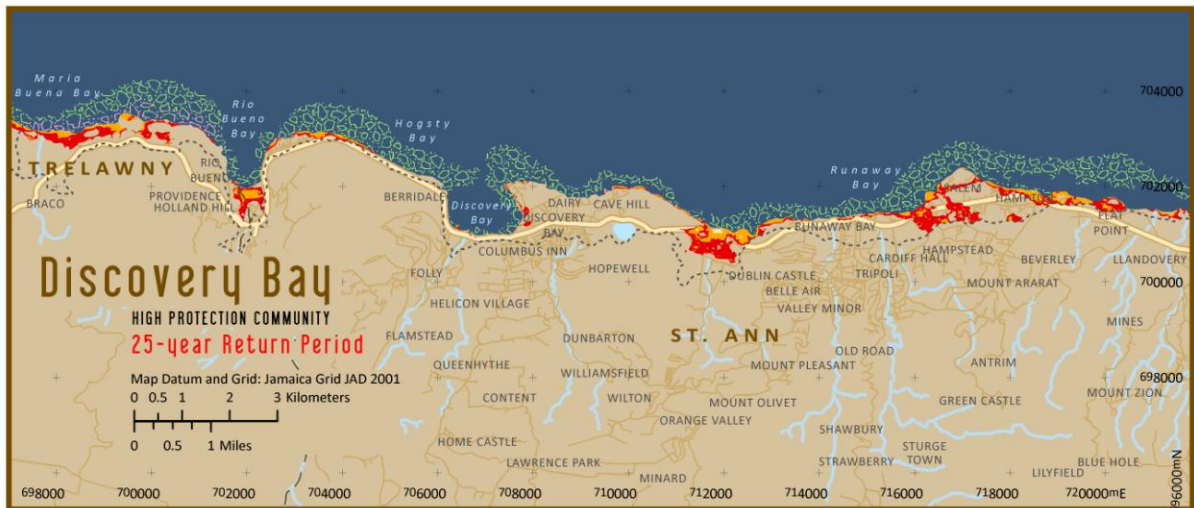 704000
Maria
Buena Bay
Rio
Bueno
Bay
Hogsty
Bay
Runaway
Bay
TRELAWNY
RIO
BUENO
PROVIDENCE
HOLLAND HILL
BRACO
BERRIDALE
Discovery
Bay
DAIRY
CAVE HILL
DISCOVERY
BAY
COLUMBUS INN
SALEM
702000
FLAT
POINT
RUNAWAY BAY
HOPEWELL
HAMPSTEAD
CARDIFF HALL
BEVERLEY
LLANDOVERY
FOLLY
DUBLIN CASTLE
TRIPOLI
700000
MOUNT ARARAT
BELLE AIR
HELICON VILLAGE
VALLEY MINOR
MINES
Discovery Bay
HIGH PROTECTION COMMUNITY
25-year Return Period
FLAMSTEAD
DUNBARTON
ST. ANN
OLD ROAD
QUEENHYTHE
WILLIAMSFIELD
MOUNT PLEASANT
ANTRIM
698000
Map Datum and Grid: Jamaica Grid JAD 2001
0 0.5 1 2 3 Kilometers
0 0.5 1 Miles
CONTENT
WILTON
MOUNT OLIVET
GREEN CASTLE
MOUNT ZION
ORANGE VALLEY
SHAWBURY
HOME CASTLE
STURGE
TOWN
LAWRENCE PARK
STRAWBERRY
BLUE HOLE
MINARD
LILYFIELD
698000 700000 702000 704000 706000 708000 710000 712000 714000 716000 718000 720000mE
96000mN